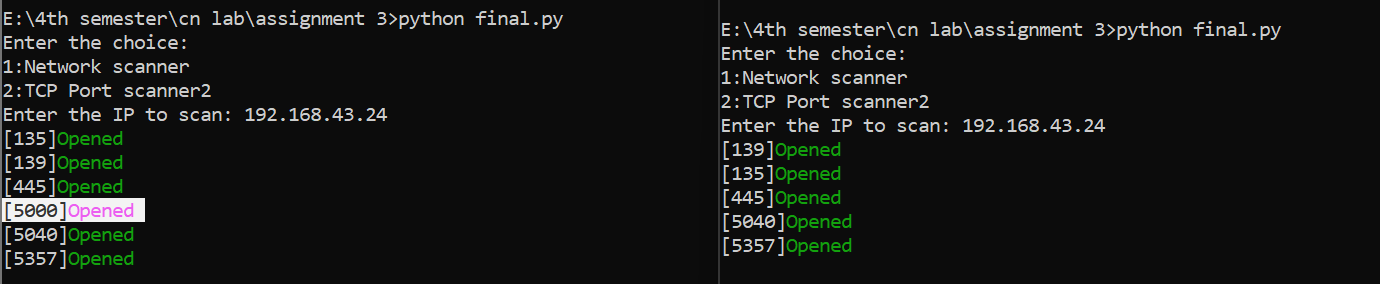 E:\4th semester\cn lab\assignment 3>python final.py
Enter the choice:
1:Network scanner
2:TCP Port scanner2
Enter the IP to scan: 192.168.43.24
[135]Opened
[139]Opened
[445]Opened
[5000]Opened
[5040]Opened
[5357]Opened
E:\4th semester\cn lab\assignment 3>python final.py
Enter the choice:
1:Network scanner
2:TCP Port scanner2
Enter the IP to scan: 192.168.43.24
[139]Opened
[135]Opened
[445]Opened
[5040]Opened
[5357]Opened